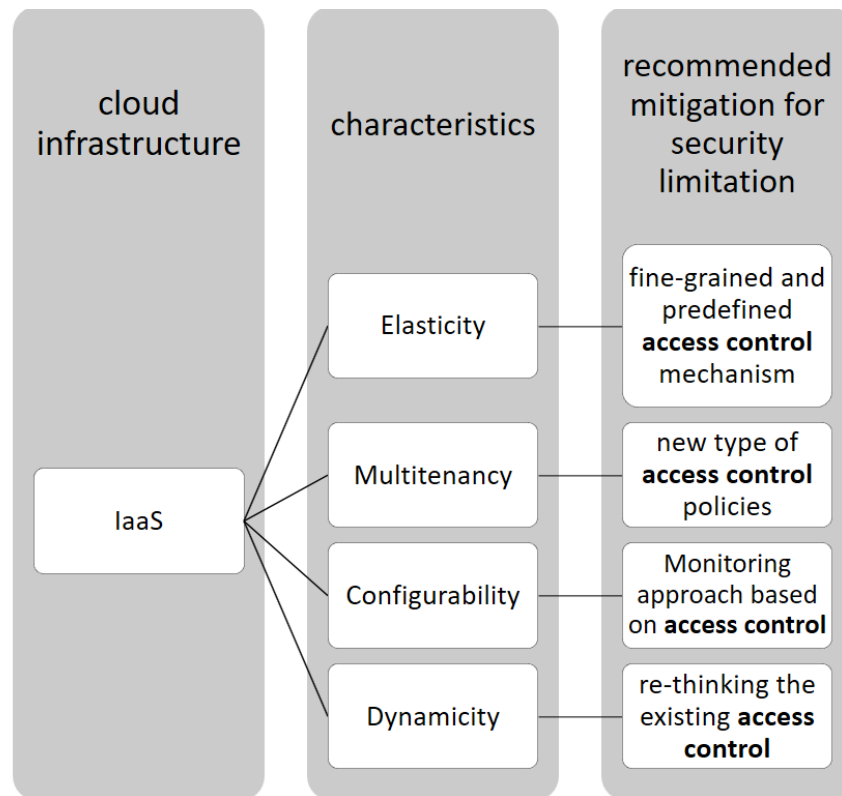 cloud
infrastructure
characteristics
recommended
mitigation for
security
limitation
IaaS
Elasticity
fine-grained and
predefined
access control
mechanism
Multitenancy
new type of
access control
policies
Configurability
Monitoring
approach based
on access control
Dynamicity
re-thinking the
existing access
control